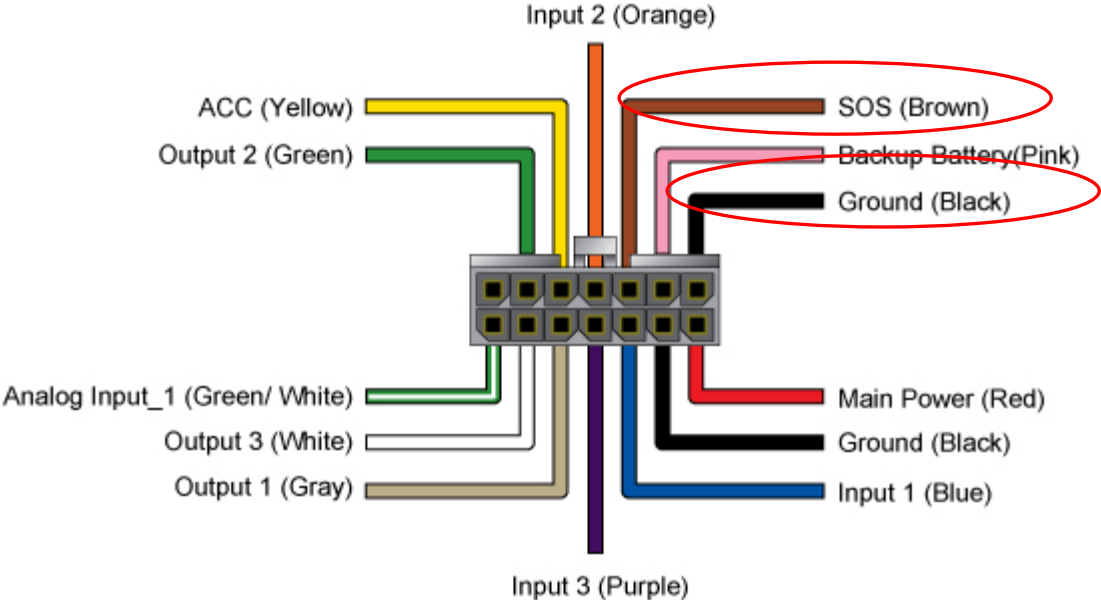 Input 2 (Orange)
ACC (Yellow)
SOS (Brown)
Output 2 (Green)
Backup Battery(Pink)
Ground (Black)
Analog Input_1 (Green/ White)
Main Power (Red)
Output 3 (White)
Ground (Black)
Output 1 (Gray)
Input 1 (Blue)
Input 3 (Purple)